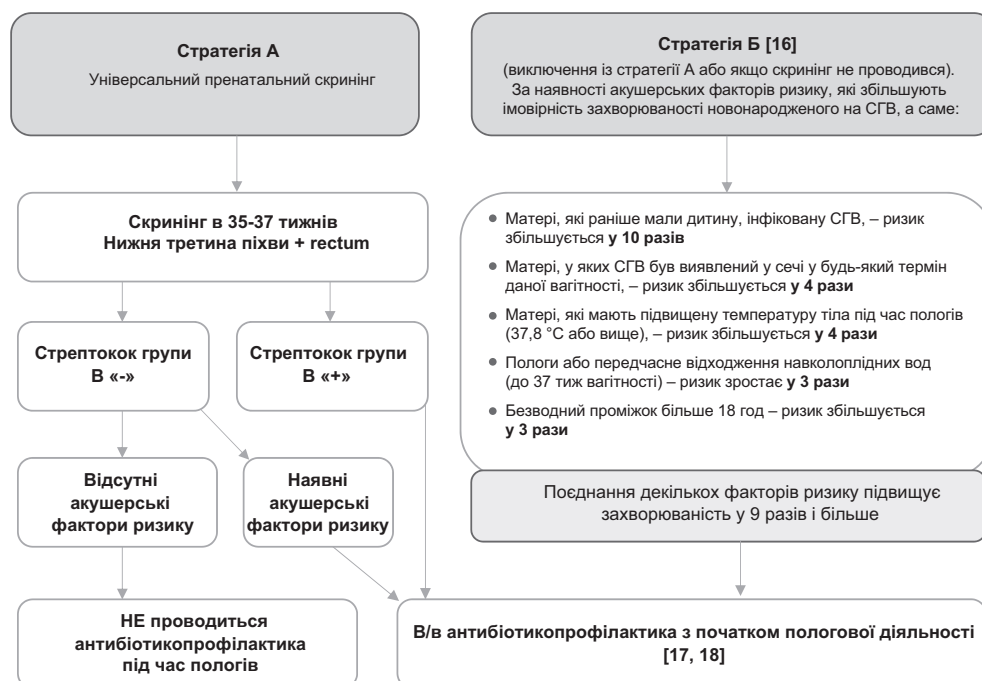 Стратегія А
Універсальний пренатальний скринінг
Скринінг в 35-37 тижнів
Нижня третина піхви + rectum
Стрептокок групи
В «-»
Стрептокок групи
В «+»
Відсутні
акушерські
фактори ризику
Наявні
акушерські
фактори ризику
НЕ проводиться
антибіотикопрофілактика
під час пологів
Стратегія Б [16]
(виключення із стратегії А або якщо скринінг не проводився).
За наявності акушерських факторів ризику, які збільшують
імовірність захворюваності новонародженого на СГВ, а саме:
• Матері, які раніше мали дитину, інфіковану СГВ, – ризик
збільшується у 10 разів
• Матері, у яких СГВ був виявлений у сечі у будь-який термін
даної вагітності, – ризик збільшується у 4 рази
• Матері, які мають підвищену температуру тіла під час пологів
(37,8 °С або вище), – ризик збільшується у 4 рази
• Пологи або передчасне відходження навколоплідних вод
(до 37 тиж вагітності) – ризик зростає у 3 рази
• Безводний проміжок більше 18 год – ризик збільшується
у 3 рази
Поєднання декількох факторів ризику підвищує
захворюваність у 9 разів і більше
В/в антибіотикопрофілактика з початком пологової діяльності
[17, 18]